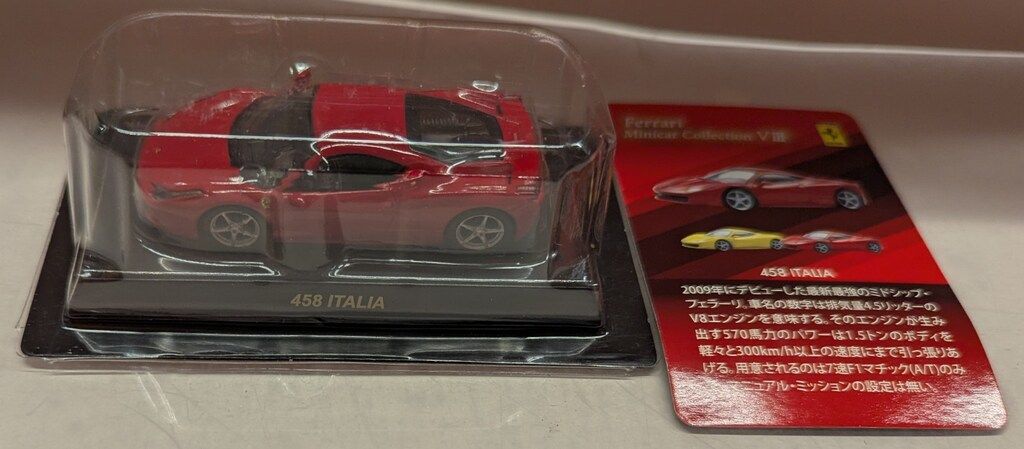 458 ITALIA
Ferrari
Minicar Collection V Ⅲ
458 ITALIA
2009年にデビューした最新最強のミドシップ・
フェラーリ。車名の数字は排気量4.5リッターの
V8エンジンを意味する。そのエンジンが生み
出す570馬力のパワーは1.5トンのボディを
軽々と300km/h以上の速度にまで引っ張りあ
げる。用意されるのは7速F1マチック(A/T)のみ
ュアル・ミッションの設定は無い